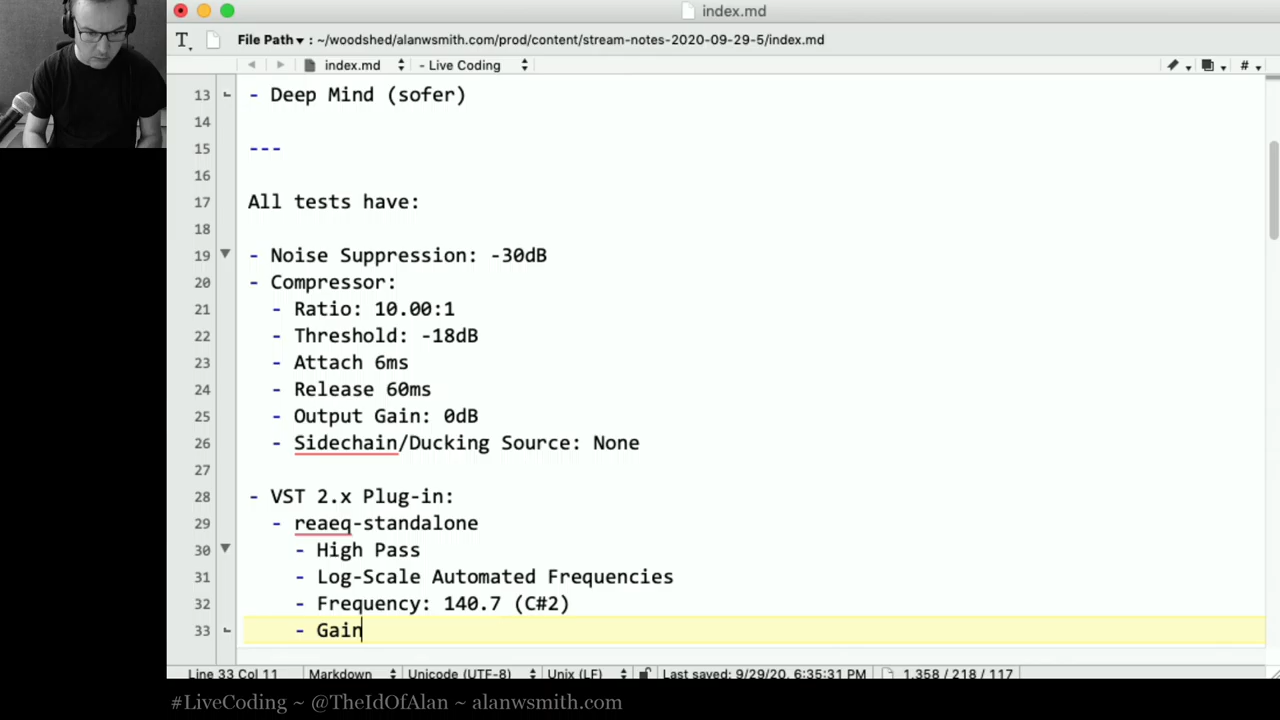 index.md
File Path▾ : ~/woodshed/alanwsmith.com/prod/content/stream-notes-2020-09-29-5/index.md
index.md - Live Coding #
13 - Deep Mind (sofer)
14
15 ---
16
17 All tests have:
18
19 - Noise Suppression: -30dB
20 - Compressor:
21 - Ratio: 10.00:1
22 - Threshold: -18dB
23 - Attach 6ms
24 - Release 60ms
25 - Output Gain: 0dB
26 - Sidechain/Ducking Source: None
27
28 - VST 2.x Plug-in:
29 - reaeq-standalone
30 - High Pass
31 - Log-Scale Automated Frequencies
32 - Frequency: 140.7 (C#2)
33 - Gain
Line 33 Col 11 Markdown Unicode (UTF-8) Unix (LF) Last saved: 9/29/20, 6:35:31 PM 1,358 / 218 / 117
#LiveCoding ~ @TheIdOfAlan ~ alanwsmith.com